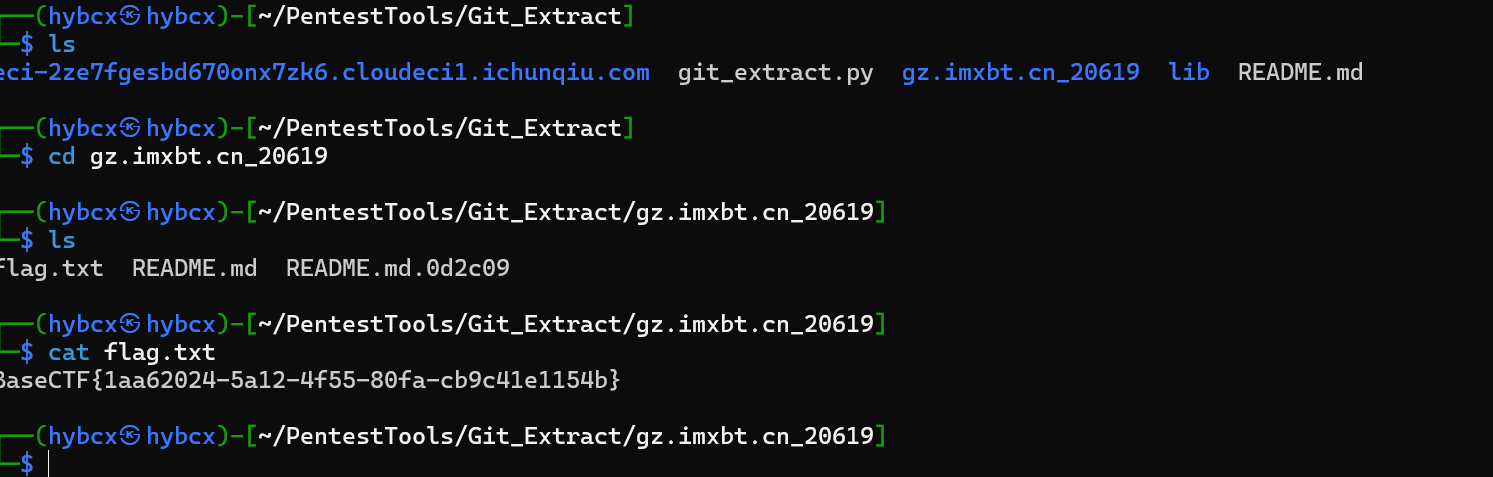 ──(hybcx㉿hybcx)-[~/PentestTools/Git_Extract]
─$ ls
eci-2ze7fgesbd670onx7zk6.cloudeci1.ichunqiu.com git_extract.py gz.imxbt.cn_20619 lib README.md
──(hybcx㉿hybcx)-[~/PentestTools/Git_Extract]
─$ cd gz.imxbt.cn_20619
──(hybcx㉿hybcx)-[~/PentestTools/Git_Extract/gz.imxbt.cn_20619]
─$ ls
flag.txt README.md README.md.0d2c09
──(hybcx㉿hybcx)-[~/PentestTools/Git_Extract/gz.imxbt.cn_20619]
─$ cat flag.txt
BaseCTF{1aa62024-5a12-4f55-80fa-cb9c41e1154b}
──(hybcx㉿hybcx)-[~/PentestTools/Git_Extract/gz.imxbt.cn_20619]
─$